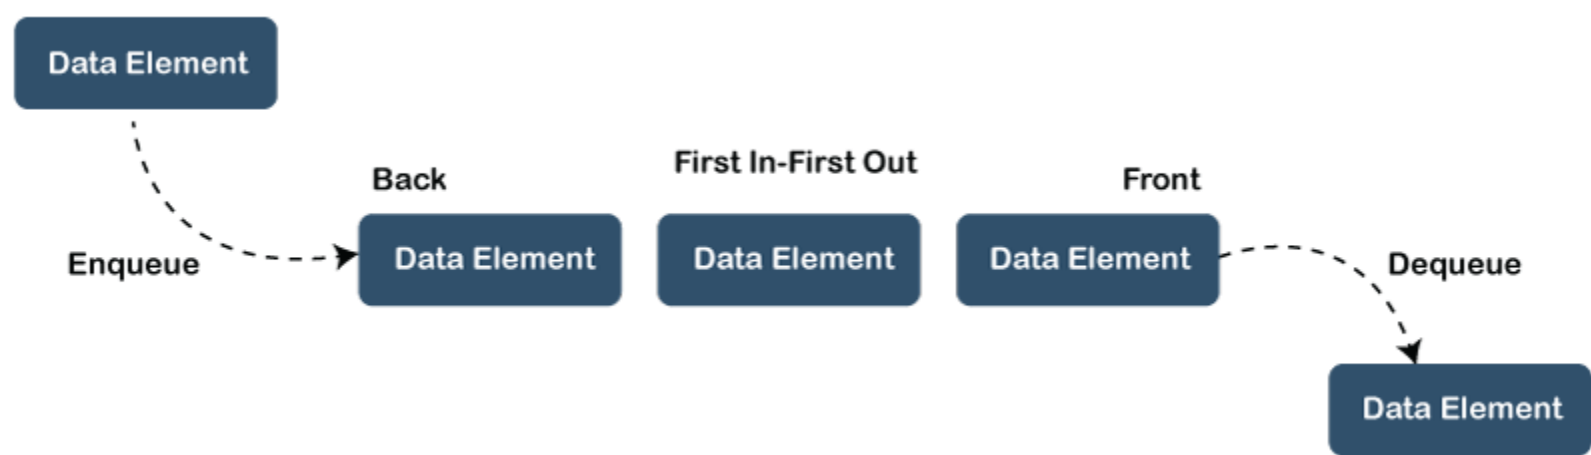 Data Element
First In-First Out
Back
Front
Enqueue
Data Element
Data Element
Data Element
Dequeue
Data Element